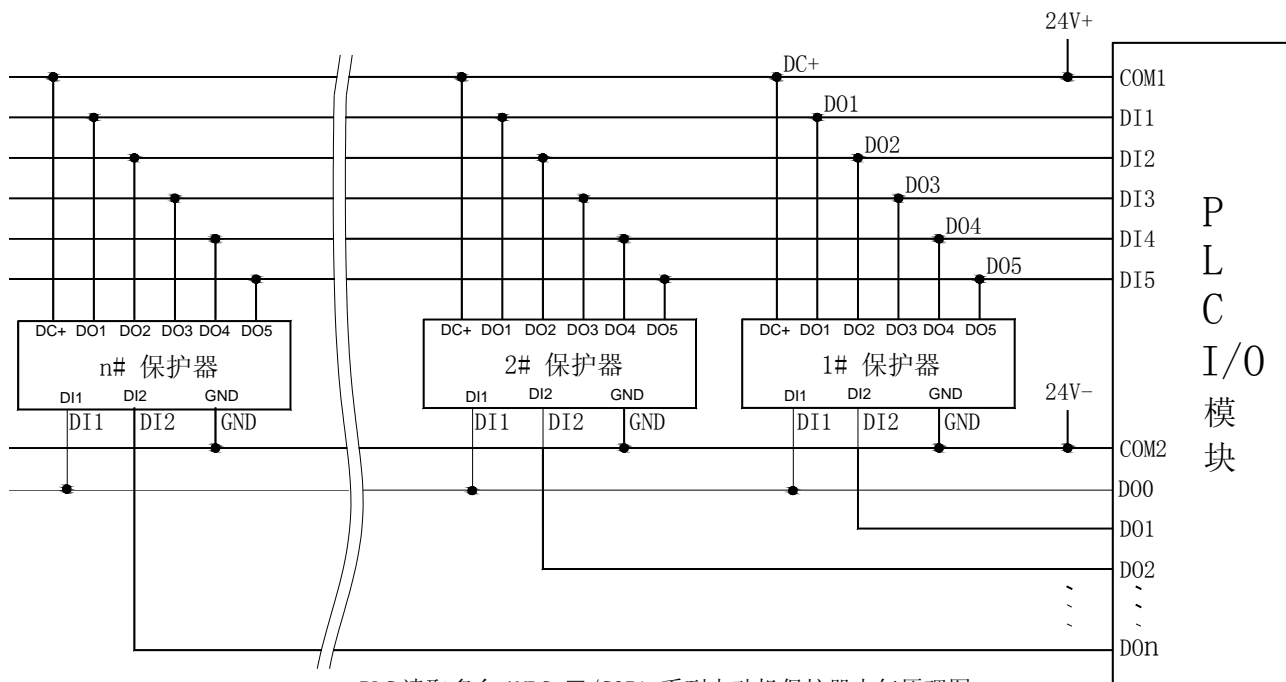 24V+
DC+
COM1
DO1
DI1
DO2
DI2
DO3
DI3
DO4
DI4
DO5
DI5
PLC I/O 模块
DC+ DO1 DO2 DO3 DO4 DO5
n# 保护器
DI1 DI2 GND
DC+ DO1 DO2 DO3 DO4 DO5
2# 保护器
DI1 DI2 GND
DC+ DO1 DO2 DO3 DO4 DO5
1# 保护器
DI1 DI2 GND
24V-
DI1 DI2 GND
DI1 DI2 GND
DI1 DI2 GND
COM2
DO0
DO1
DO2
DOn